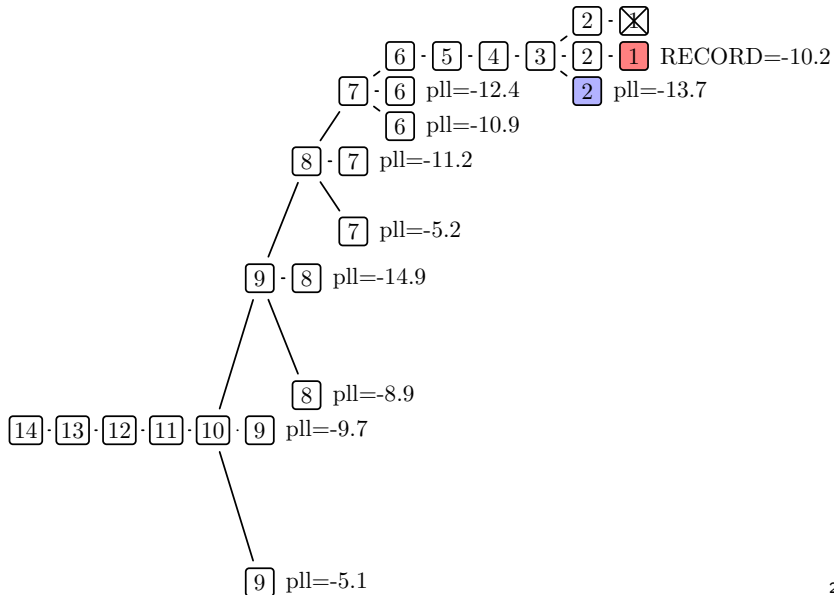 2 1
6 5 4 3 2 1 RECORD=-10.2
7 6 pll=-12.4 2 pll=-13.7
6 pll=-10.9
8 7 pll=-11.2
7 pll=-5.2
9 8 pll=-14.9
8 pll=-8.9
14 13 12 11 10 9 pll=-9.7
9 pll=-5.1
2